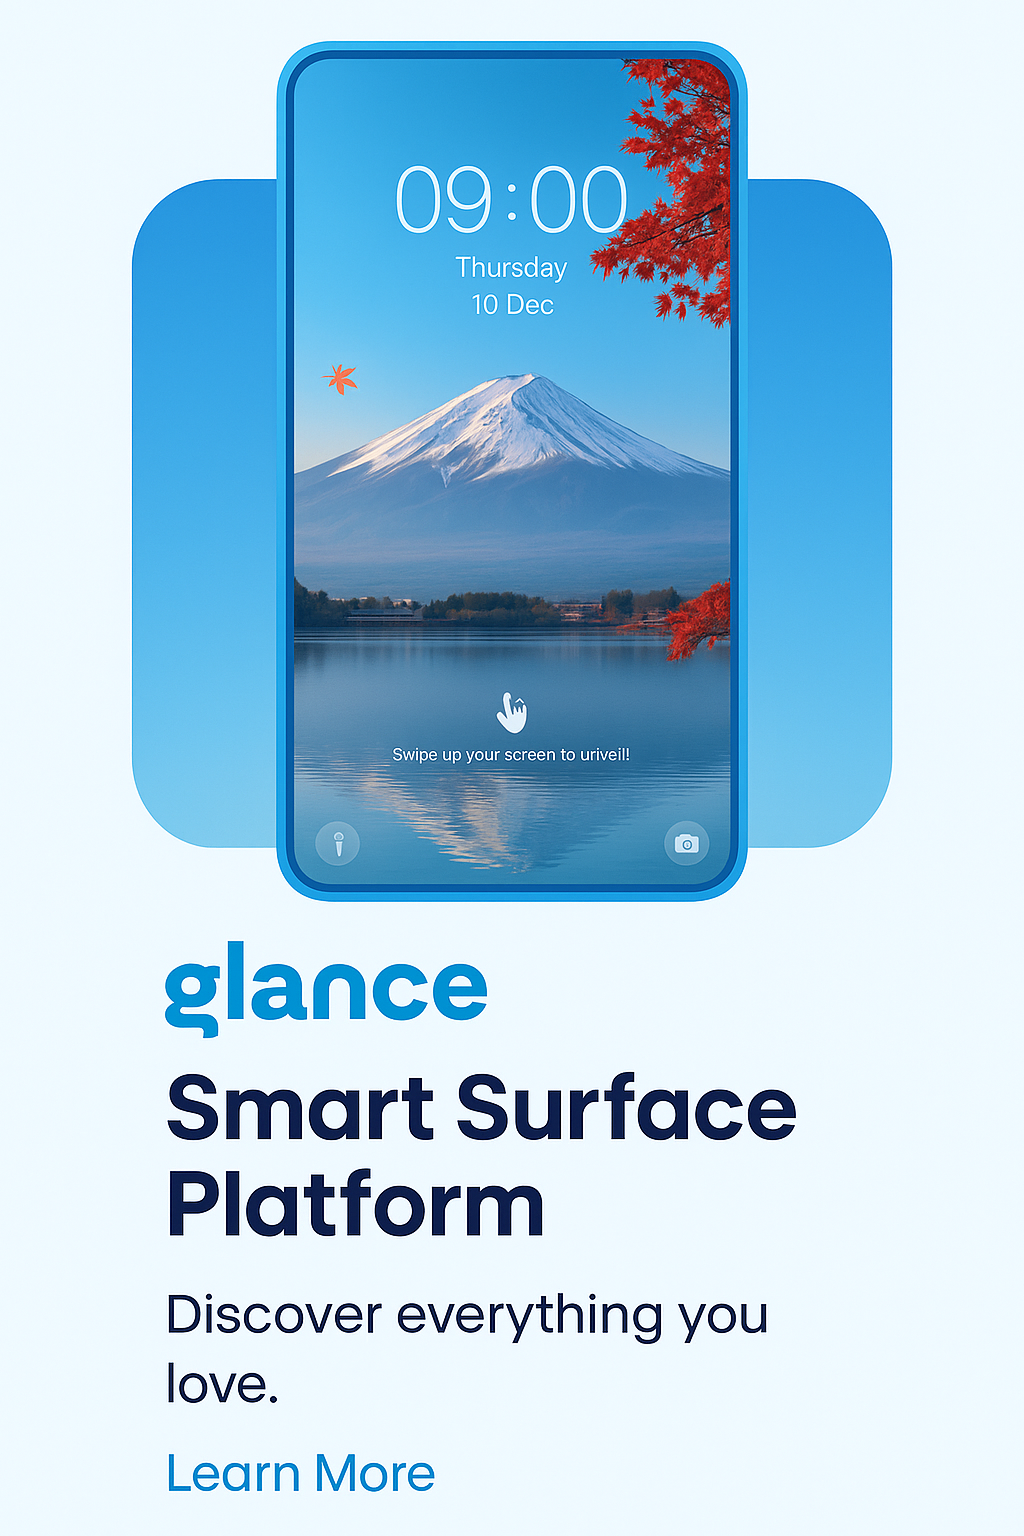 09:00
Thursday
10 Dec
Swipe up your screen to uriveil!
glance
Smart Surface
Platform
Discover everything you
love.
Learn More